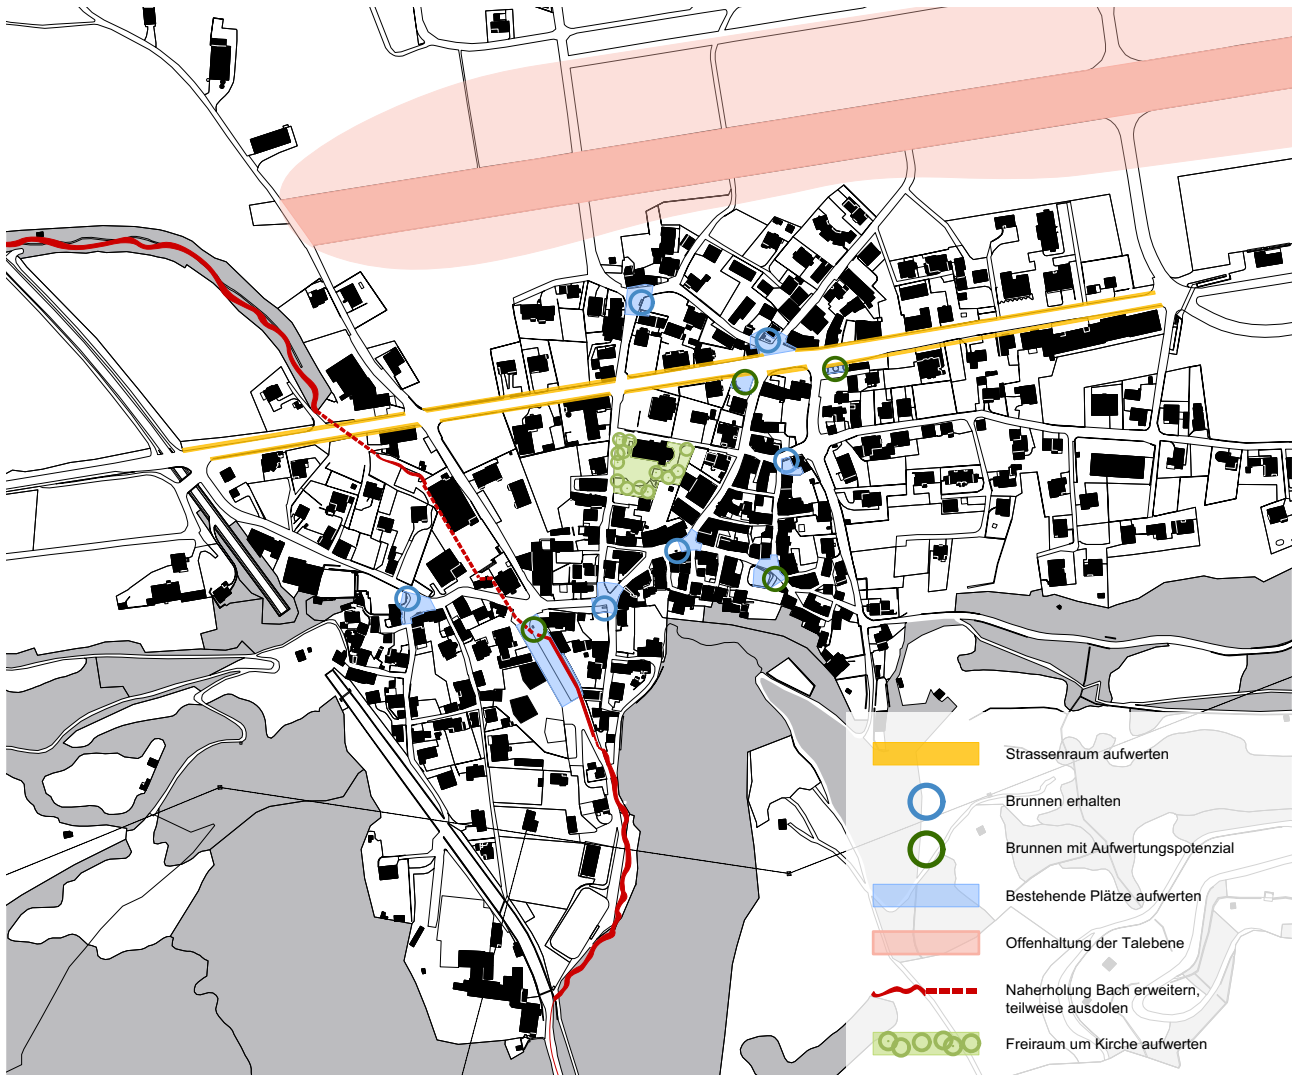 Strassenraum aufwerten
Brunnen erhalten
Brunnen mit Aufwertungspotenzial
Bestehende Plätze aufwerten
Offenhaltung der Talebene
Naherholung Bach erweitern,
teilweise ausdolen
Freiraum um Kirche aufwerten